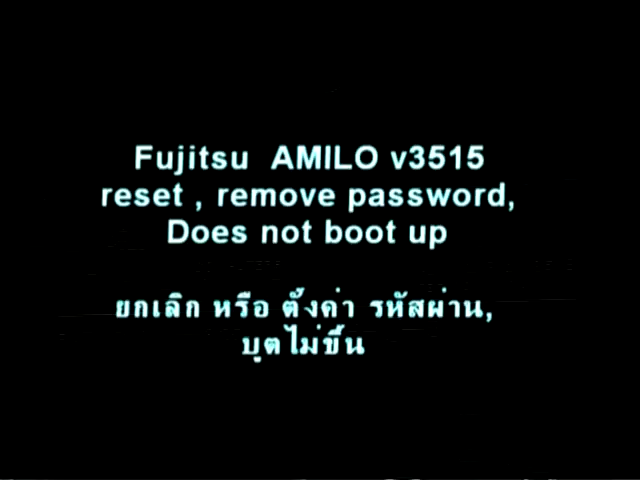 Fujitsu AMILO v3515
reset , remove password,
Does not boot up
ยกเลิก หรือ ตั้งค่า รหัสผ่าน,
บูตไม่ขึ้น